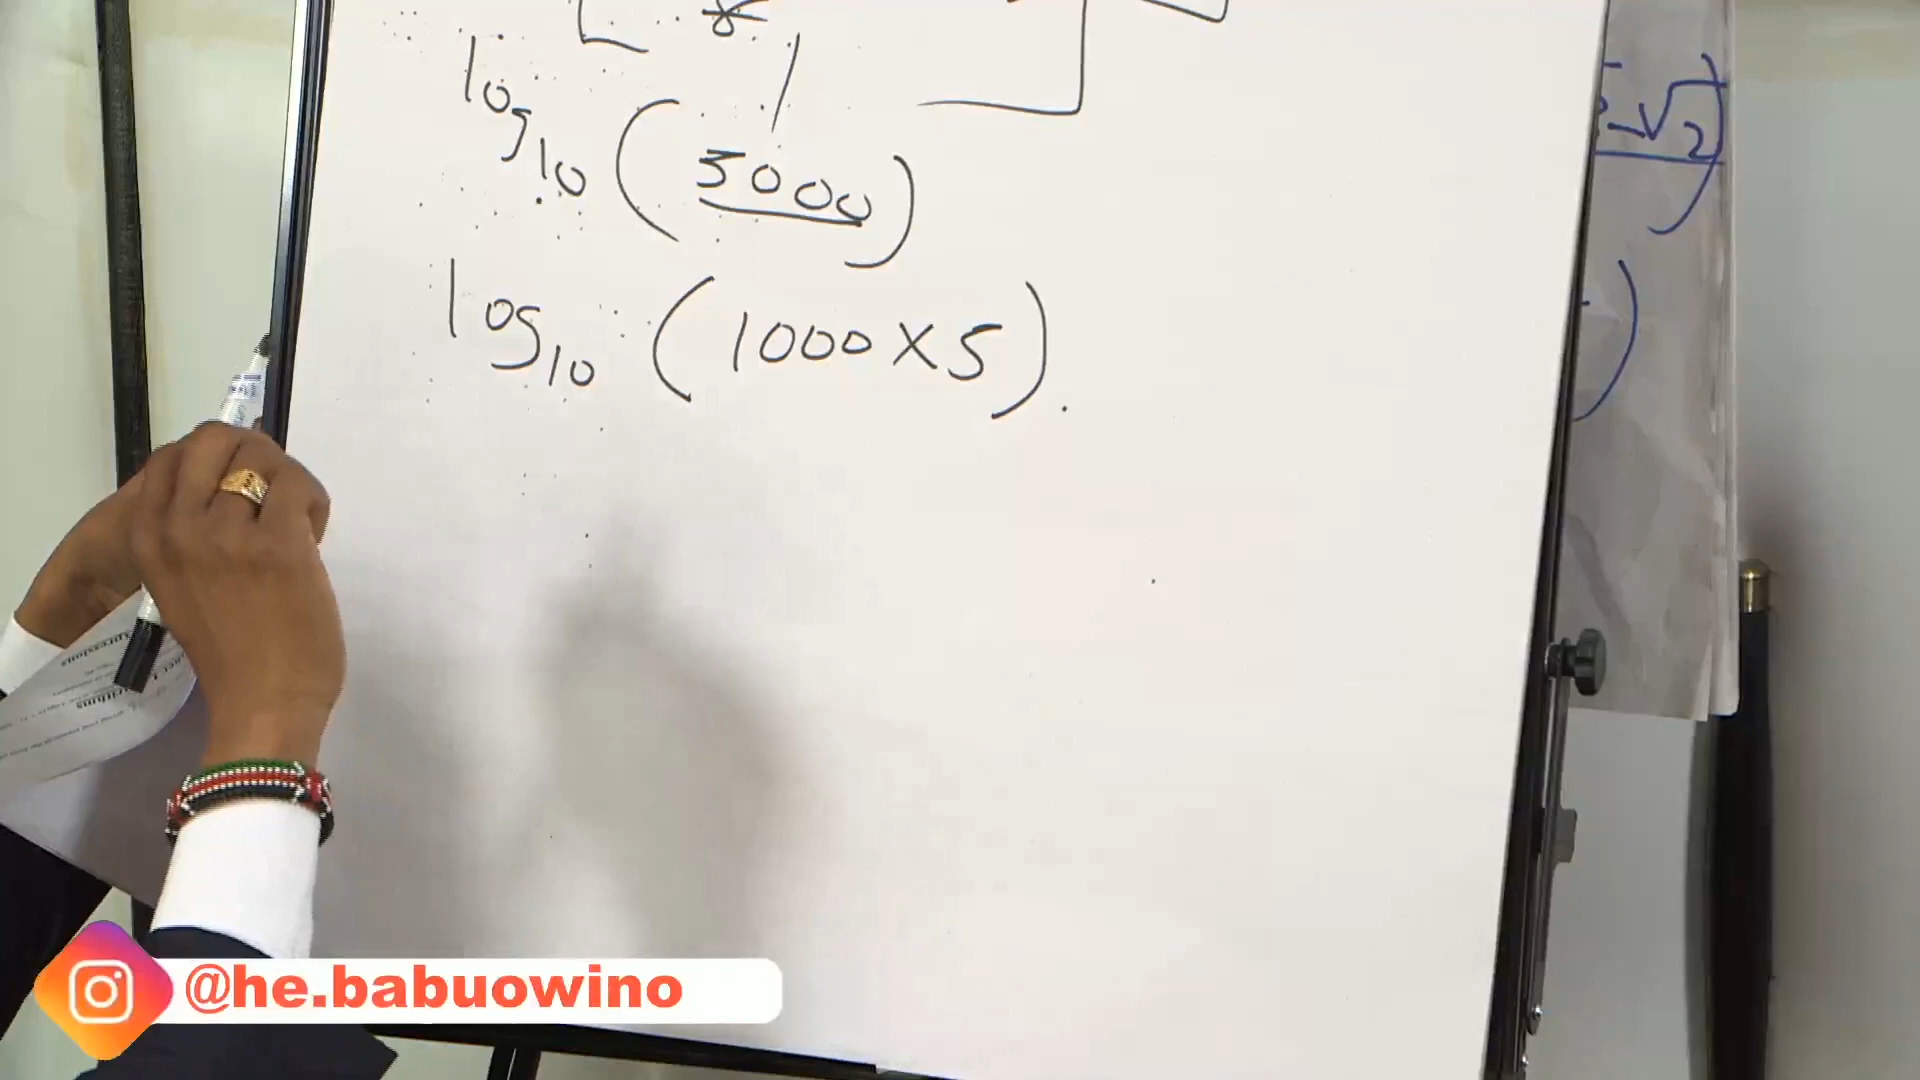 log₁₀ (5000)
log₁₀ (1000 × 5).
√2
@he.babuowino